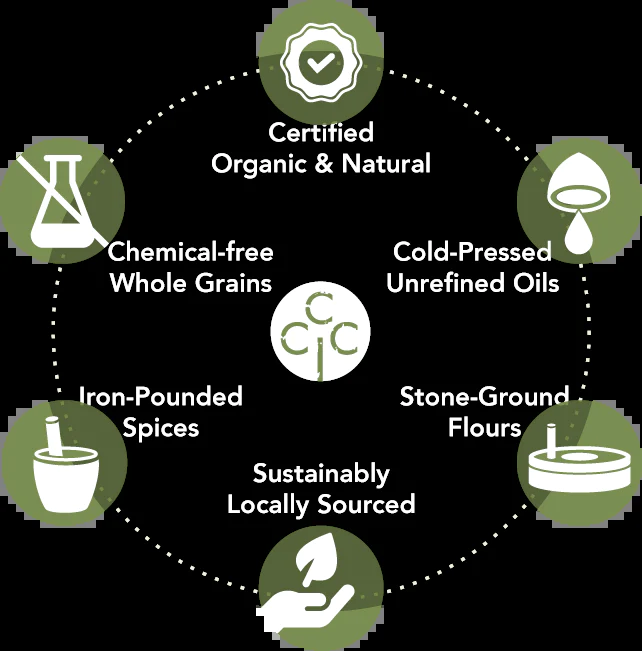 Certified
Organic & Natural
Chemical-free
Whole Grains
Cold-Pressed
Unrefined Oils
C
C C
Iron-Pounded
Spices
Stone-Ground
Flours
Sustainably
Locally Sourced